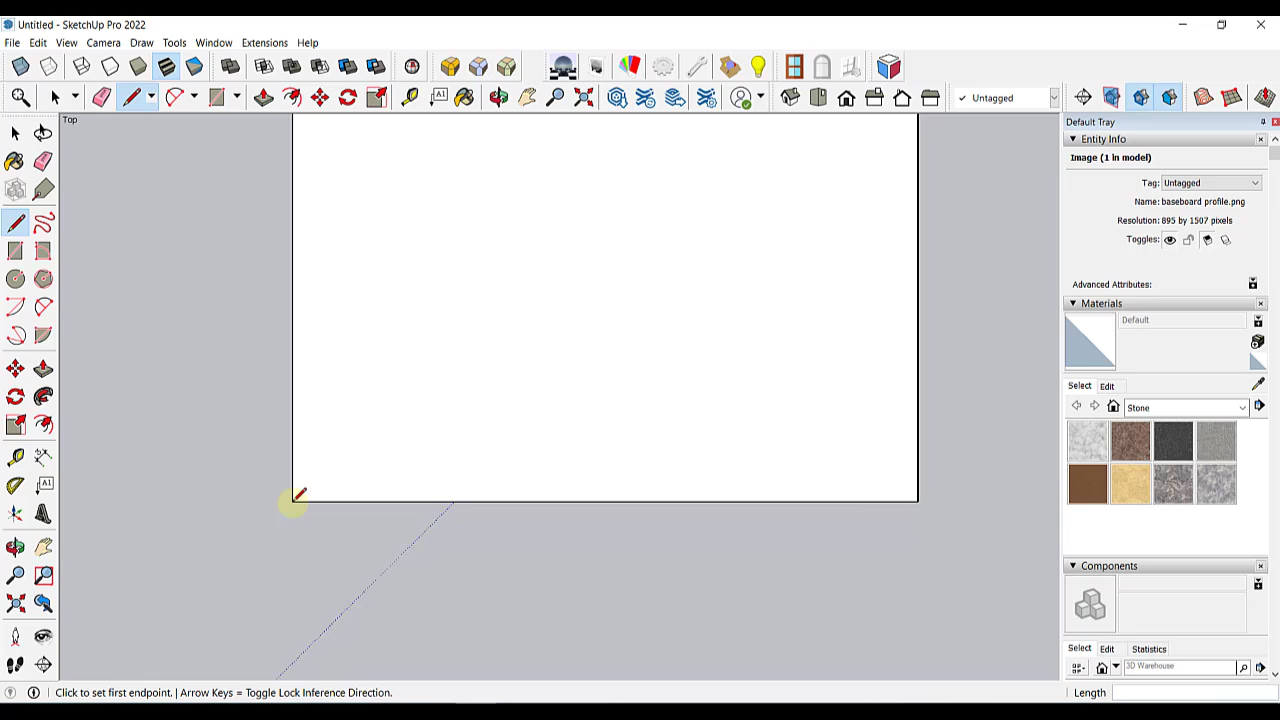 Untitled - SketchUp Pro 2022
File Edit View Camera Draw Tools Window Extensions Help
Untagged
Top
Default Tray
Entity Info
Image (1 in model)
Tag: Untagged
Name: baseboard profile.png
Resolution: 895 by 1507 pixels
Toggles:
Advanced Attributes:
Materials
Default
Select Edit
Stone
Components
Select Edit Statistics
3D Warehouse
Click to set first endpoint. | Arrow Keys = Toggle Lock Inference Direction.
Length